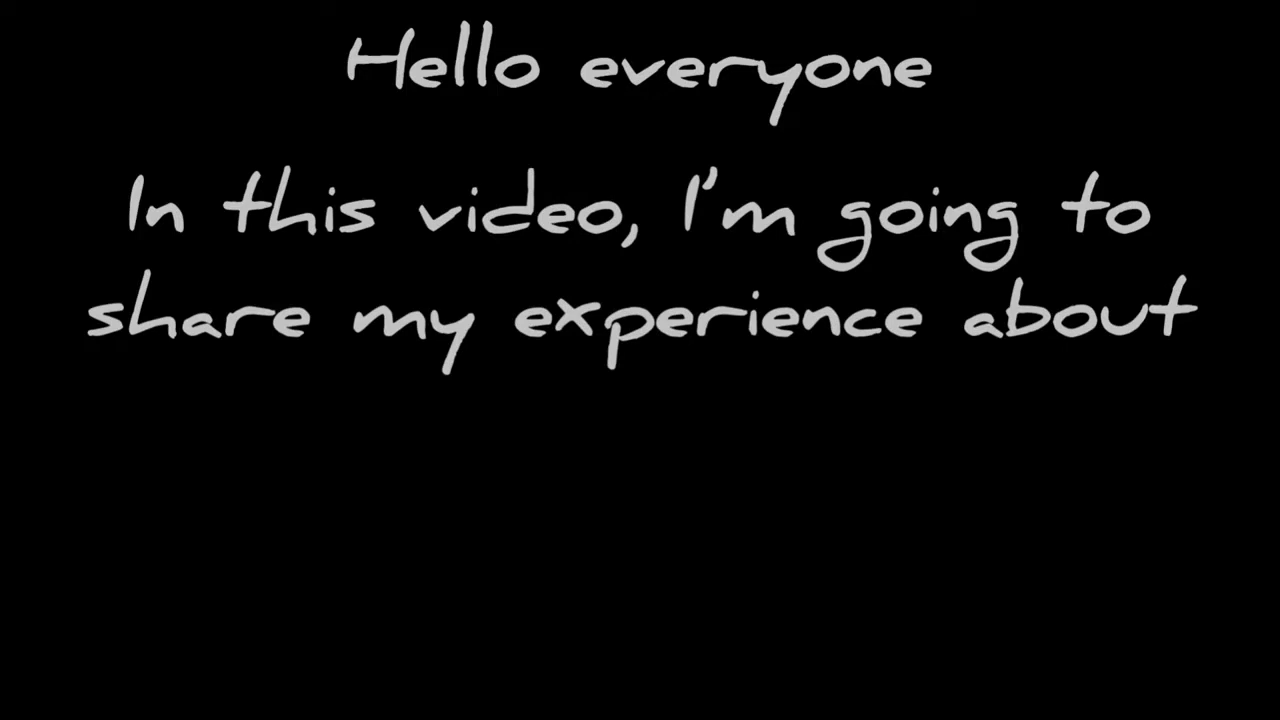 Hello everyone
In this video, I'm going to
share my experience about